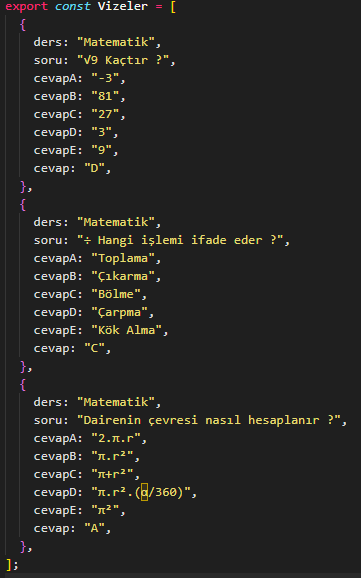 export const Vizeler = [
{
ders: "Matematik",
soru: "√9 Kaçtır ?",
cevapA: "-3",
cevapB: "81",
cevapC: "27",
cevapD: "3",
cevapE: "9",
cevap: "D",
},
{
ders: "Matematik",
soru: "÷ Hangi işlemi ifade eder ?",
cevapA: "Toplama",
cevapB: "Çıkarma",
cevapC: "Bölme",
cevapD: "Çarpma",
cevapE: "Kök Alma",
cevap: "C",
},
{
ders: "Matematik",
soru: "Dairenin çevresi nasıl hesaplanır ?",
cevapA: "2.π.r",
cevapB: "π.r²",
cevapC: "π+r²",
cevapD: "π.r².(α/360)",
cevapE: "π²",
cevap: "A",
},
];